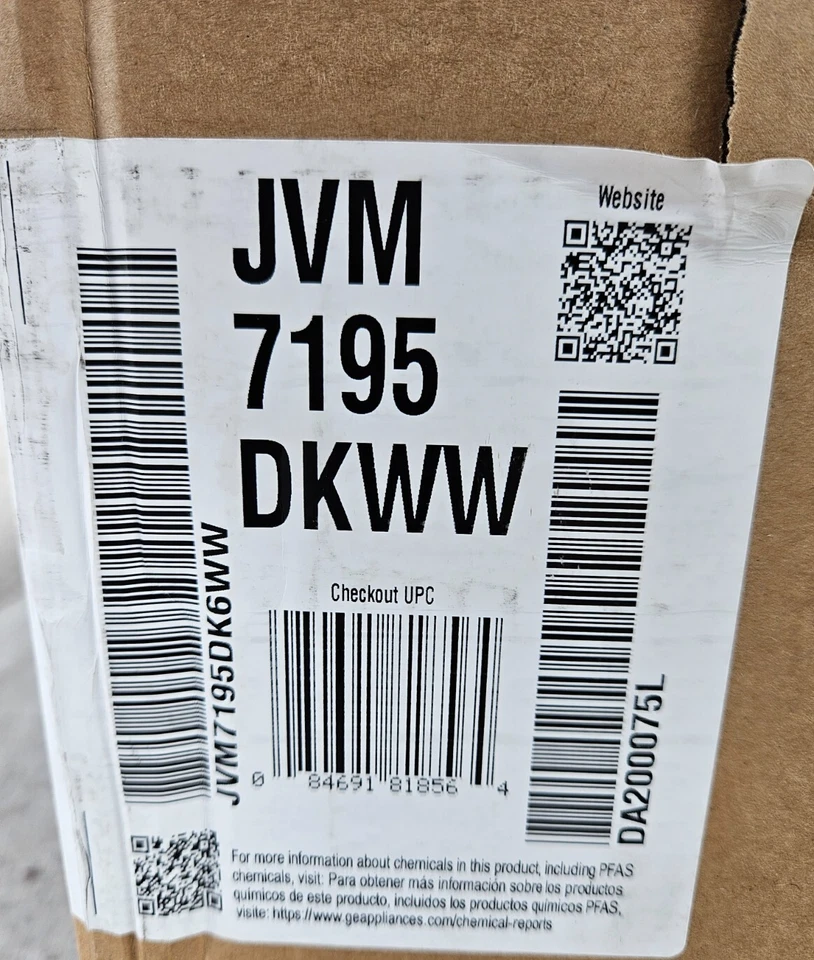 JVM
7195
DKWW
Website
JVM7195DK6WW
Checkout UPC
0 84691 81856 4
DA200075L
For more information about chemicals in this product, including PFAS
chemicals, visit: Para obtener más información sobre los productos
químicos de este producto, incluidos los productos químicos PFAS,
visite: https://www.geappliances.com/chemical-reports